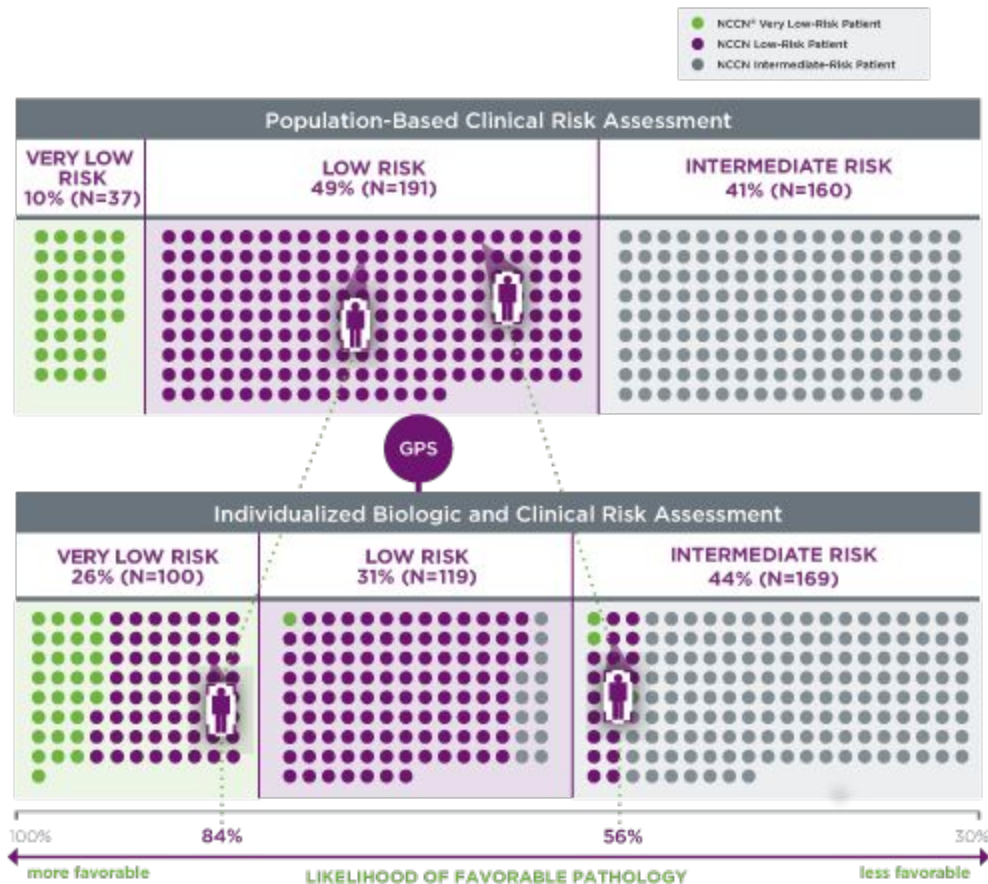 NCCN® Very Low-Risk Patient
NCCN Low-Risk Patient
NCCN Intermediate-Risk Patient
Population-Based Clinical Risk Assessment
VERY LOW
RISK
10% (N=37)
LOW RISK
49% (N=191)
INTERMEDIATE RISK
41% (N=160)
GPS
Individualized Biologic and Clinical Risk Assessment
VERY LOW RISK
26% (N=100)
LOW RISK
31% (N=119)
INTERMEDIATE RISK
44% (N=169)
100%
84%
56%
30%
more favorable
LIKELIHOOD OF FAVORABLE PATHOLOGY
less favorable